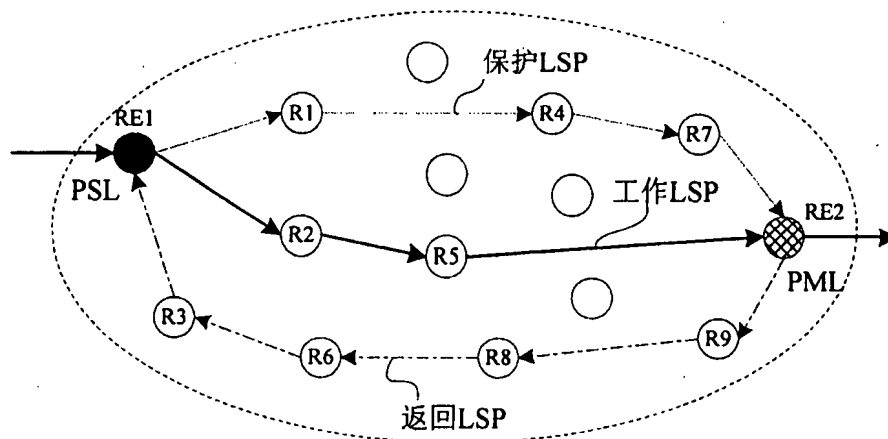 保护LSP
RE1
R1
R4
R7
PSL
工作LSP
RE2
R2
R5
PML
R3
R6
R8
R9
返回LSP